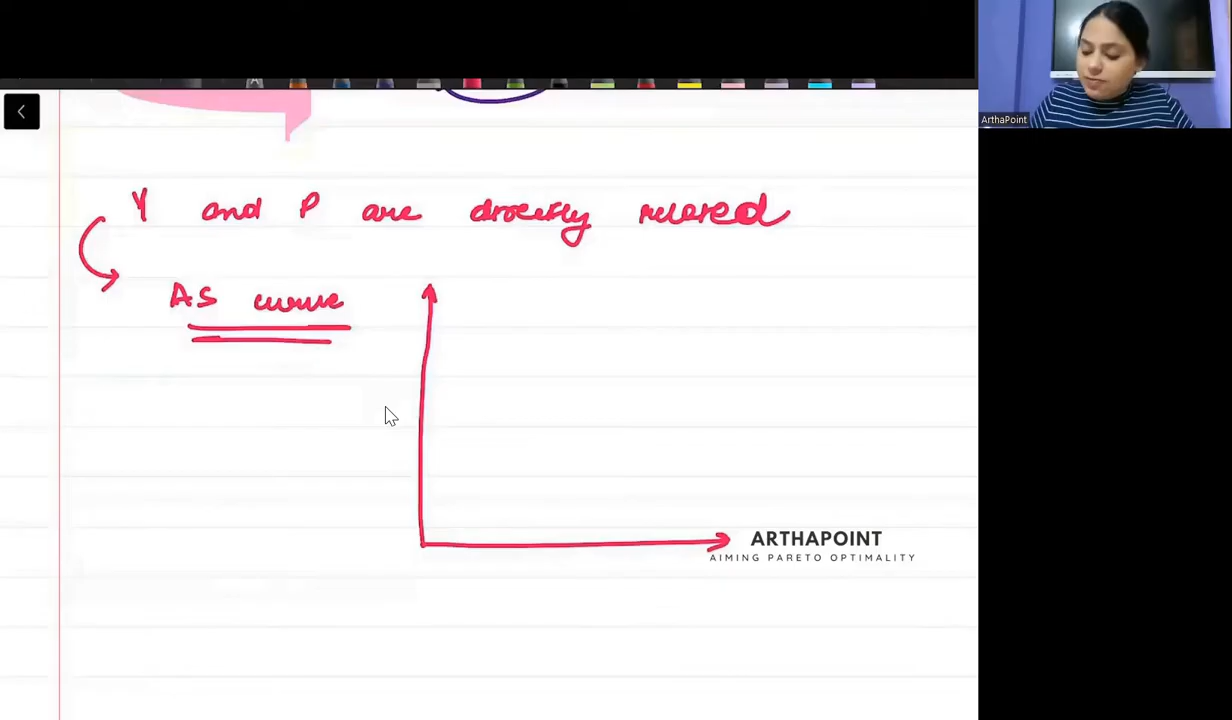 ArthaPoint
Y and P are directly related
AS curve
ARTHAPOINT
AIMING PARETO OPTIMALITY